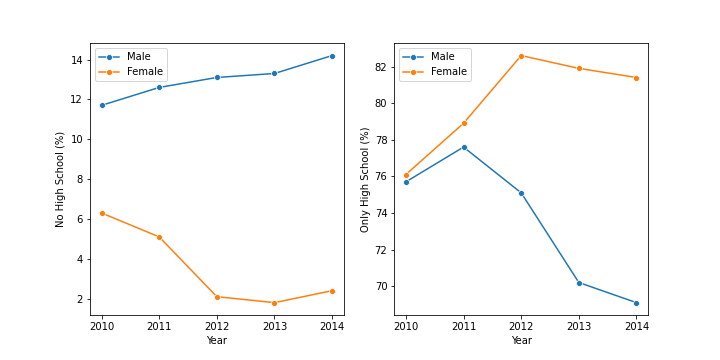 No High School (%)
14
12
10
8
6
4
2
Male
Female
2010 2011 2012 2013 2014
Year
Only High School (%)
82
80
78
76
74
72
70
Male
Female
2010 2011 2012 2013 2014
Year